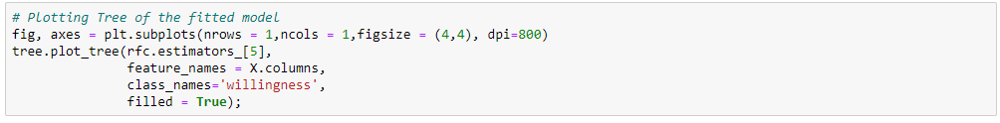 # Plotting Tree of the fitted model
fig, axes = plt.subplots(nrows = 1,ncols = 1,figsize = (4,4), dpi=800)
tree.plot_tree(rfc.estimators_[5],
               feature_names = X.columns,
               class_names='willingness',
               filled = True);